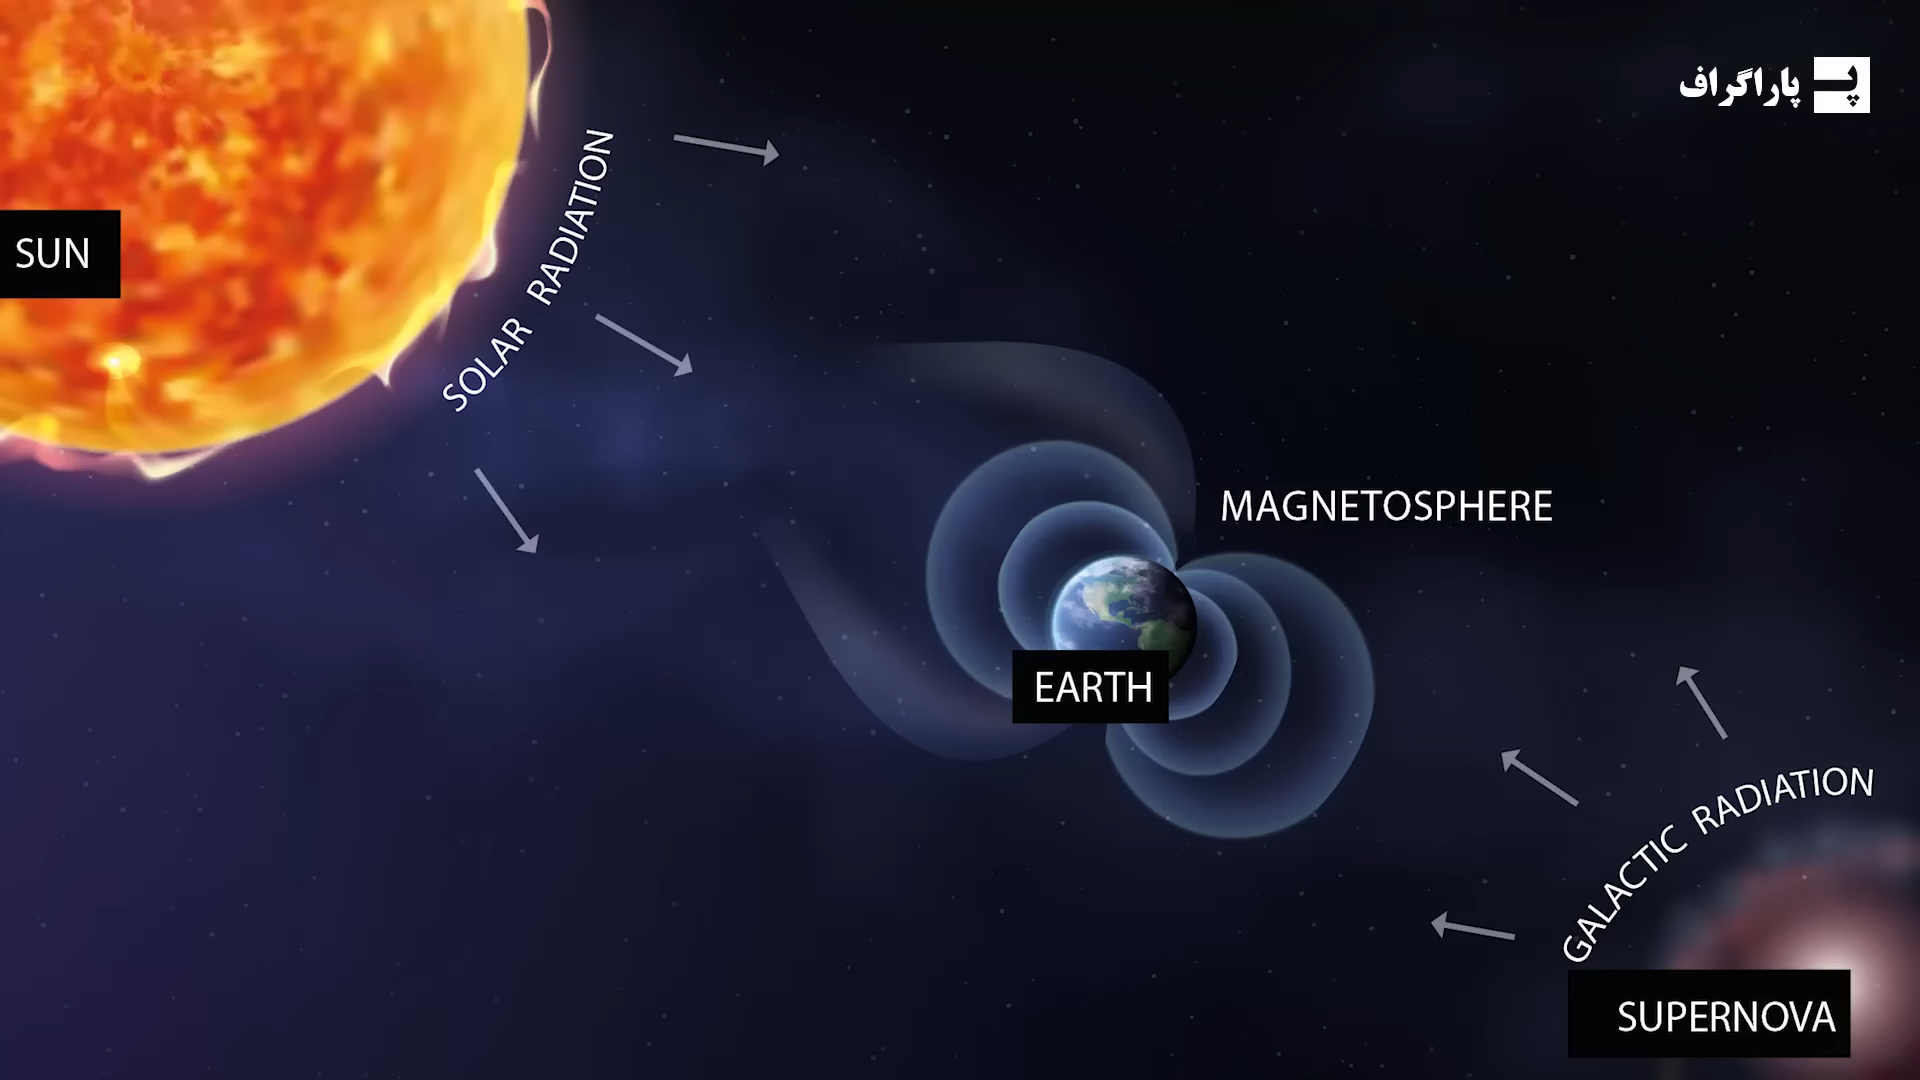 پاراگراف
SUN
SOLAR RADIATION
MAGNETOSPHERE
EARTH
GALACTIC RADIATION
SUPERNOVA